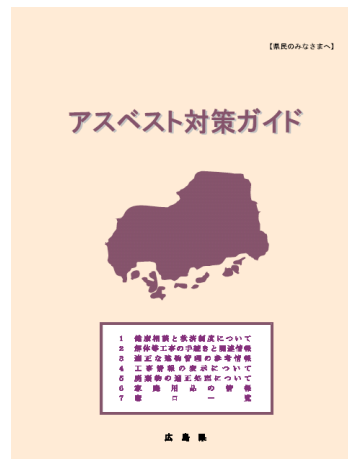 【県民のみなさまへ】
アスベスト対策ガイド
1 健康相談と救済制度について
2 解体等工事の手続きと関連情報
3 適正な建物管理の参考情報
4 工事情報の表示について
5 廃棄物の適正処理について
6 家庭用品の情報
7 窓口一覧
広島県